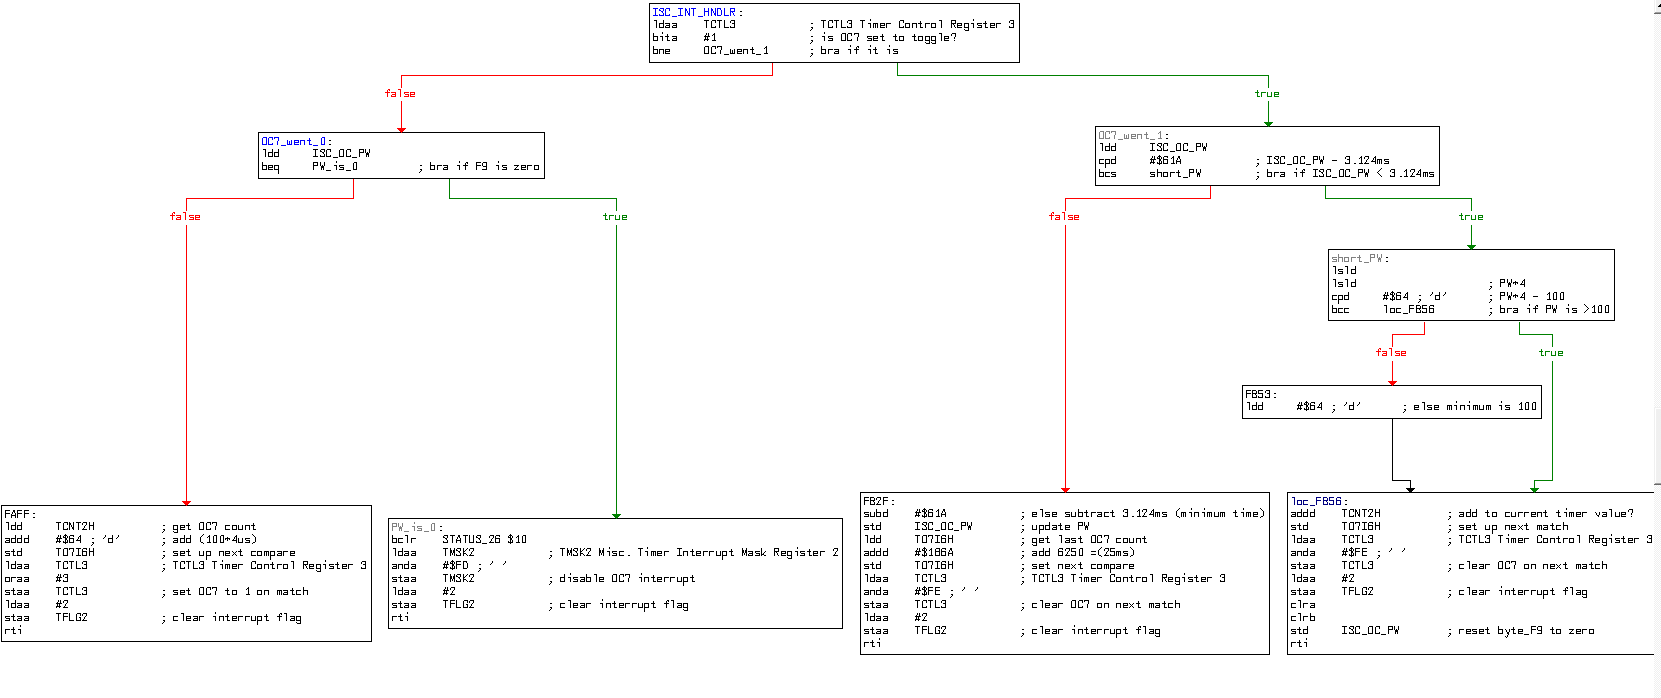 ISC_INT_HNDLR:
ldaa TCTL3 ; TCTL3 Timer Control Register 3
bita #1 ; is OC7 set to toggle?
bne OC7_went_1 ; bra if it is
false
true
OC7_went_0:
ldd ISC_OC_PW
beq PW_is_0 ; bra if F9 is zero
OC7_went_1:
ldd ISC_OC_PW
cpd #$61A ; ISC_OC_PW - 3.124ms
bcs short_PW ; bra if ISC_OC_PW < 3.124ms
false
true
false
true
short_PW:
lsld
lsld ; PW*4
cpd #$64 ; 'd' ; PW*4 - 100
bcc loc_FB56 ; bra if PW is >100
false
true
FB53:
ldd #$64 ; 'd' ; else minimum is 100
FAFF:
ldd TCNT2H ; get OC7 count
addd #$64 ; 'd' ; add (100*4us)
std TO7I6H ; set up next compare
ldaa TCTL3 ; TCTL3 Timer Control Register 3
oraa #3
staa TCTL3 ; set OC7 to 1 on match
ldaa #2
staa TFLG2 ; clear interrupt flag
rti
PW_is_0:
bclr STATUS_26 $10
ldaa TMSK2 ; TMSK2 Misc. Timer Interrupt Mask Register 2
anda #$FD ; ' '
staa TMSK2 ; disable OC7 interrupt
ldaa #2
staa TFLG2 ; clear interrupt flag
rti
FB2F:
subd #$61A ; else subtract 3.124ms (minimum time)
std ISC_OC_PW ; update PW
ldd TO7I6H ; get last OC7 count
addd #$186A ; add 6250 =(25ms)
std TO7I6H ; set next compare
ldaa TCTL3 ; TCTL3 Timer Control Register 3
anda #$FE ; ' '
staa TCTL3 ; clear OC7 on next match
ldaa #2
staa TFLG2 ; clear interrupt flag
rti
loc_FB56:
addd TCNT2H ; add to current timer value?
std TO7I6H ; set up next match
ldaa TCTL3 ; TCTL3 Timer Control Register 3
anda #$FE ; ' '
staa TCTL3 ; clear OC7 on next match
ldaa #2
staa TFLG2 ; clear interrupt flag
clra
clrb
std ISC_OC_PW ; reset byte_F9 to zero
rti